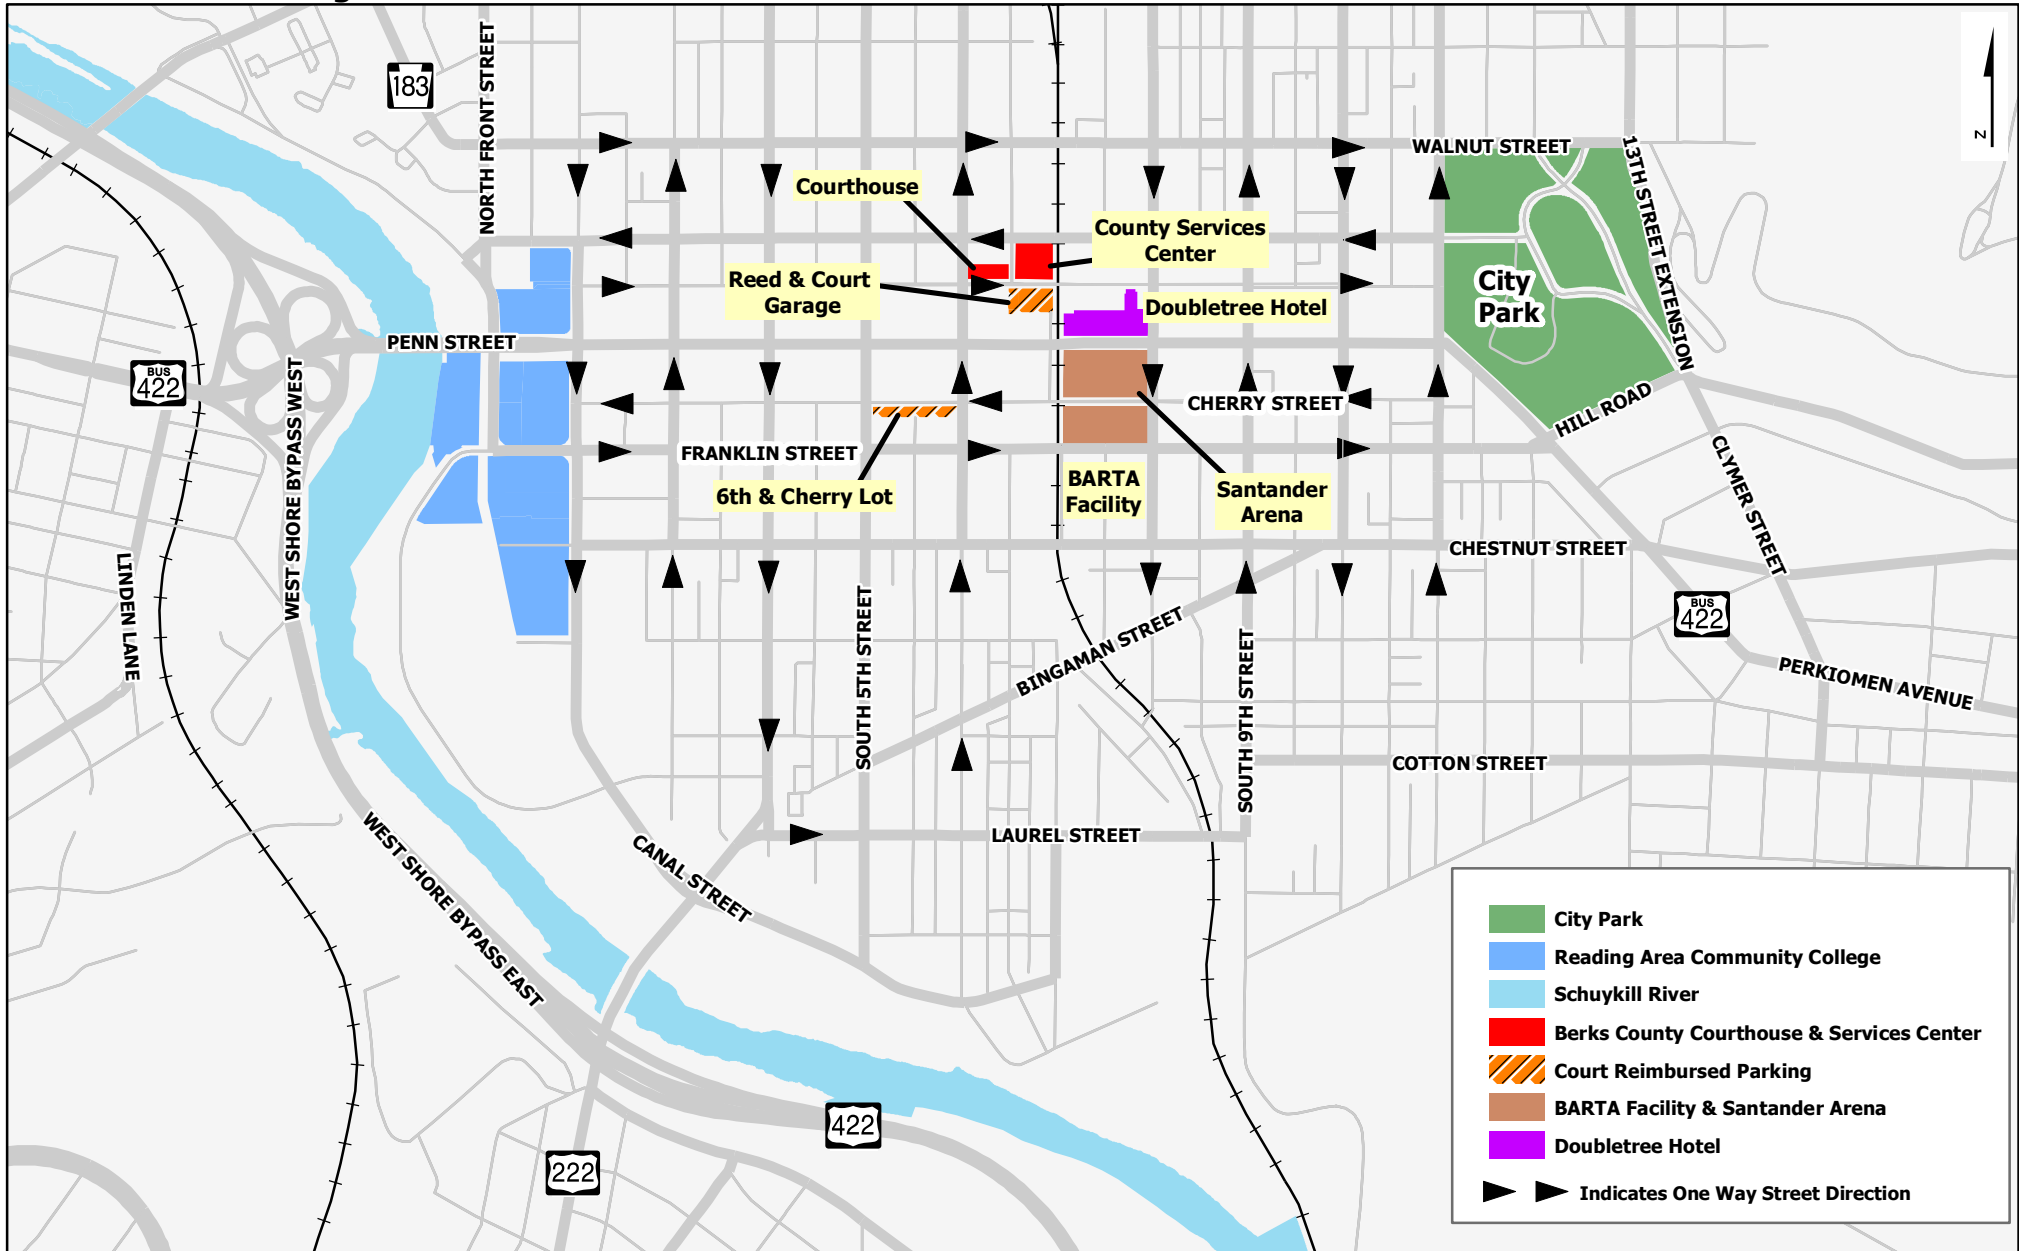 183
NORTH FRONT STREET
WALNUT STREET
13TH STREET EXTENSION
z
Courthouse
County Services
Center
Reed & Court
Garage
Doubletree Hotel
City
Park
PENN STREET
BUS
422
WEST SHORE BYPASS WEST
CHERRY STREET
HILL ROAD
FRANKLIN STREET
6th & Cherry Lot
BARTA
Facility
Santander
Arena
CLYMER STREET
CHESTNUT STREET
LINDEN LANE
BUS
422
SOUTH 5TH STREET
BINGAMAN STREET
SOUTH 9TH STREET
PERKIOMEN AVENUE
COTTON STREET
LAUREL STREET
CANAL STREET
WEST SHORE BYPASS EAST
422
222
City Park
Reading Area Community College
Schuykill River
Berks County Courthouse & Services Center
Court Reimbursed Parking
BARTA Facility & Santander Arena
Doubletree Hotel
Indicates One Way Street Direction